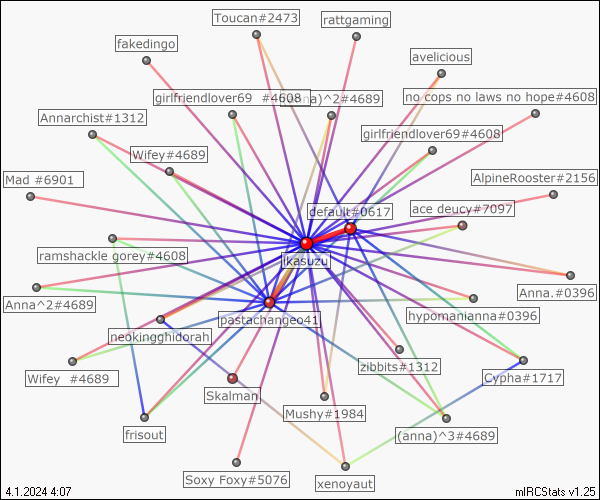 Toucan#2473
rattgaming
fakedingo
avelicious
girlfriendlover69 #4608
)^2#4689
no cops no laws no hope#4608
Annarchist#1312
girlfriendlover69#4608
Wifey#4689
Mad #6901
AlpineRooster#2156
default#0617
ace deucy#7097
ramshackle gorey#4608
ikasuzu
Anna.#0396
Anna^2#4689
hypomanianna#0396
pastachangeo41
neokingghidorah
zibbits#1312
Wifey #4689
Cypha#1717
Skalman
Mushy#1984
frisout
(anna)^3#4689
Soxy Foxy#5076
xenoyaut
4.1.2024 4:07
mIRCStats v1.25